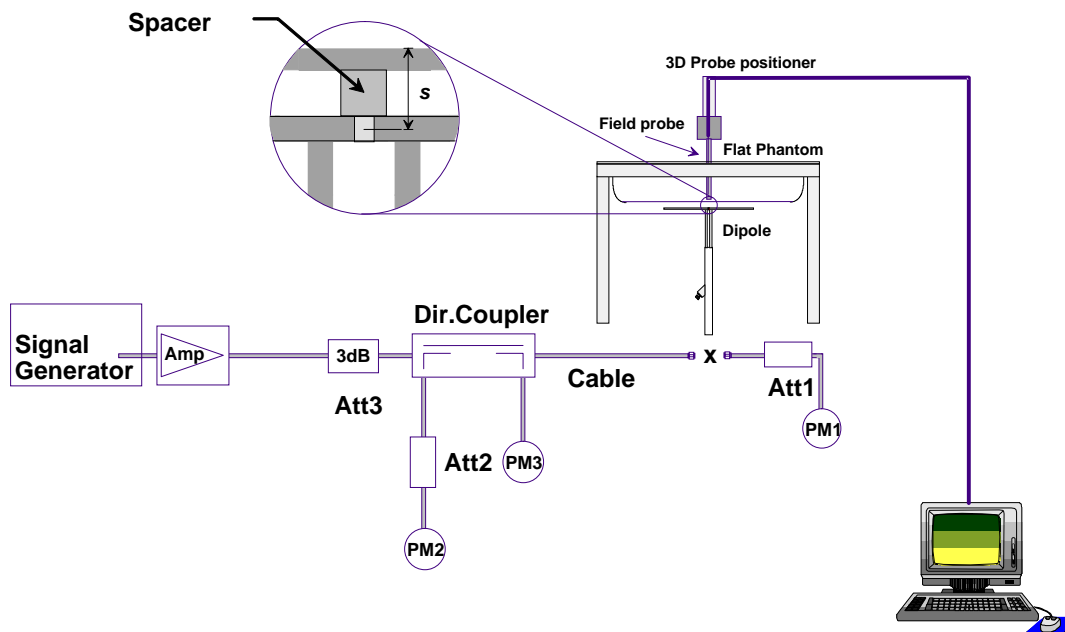 Spacer
s
3D Probe positioner
Field probe
Flat Phantom
Dipole
Signal
Generator
Amp
3dB
Att3
Dir.Coupler
Cable
x
Att1
PM1
Att2
PM3
PM2